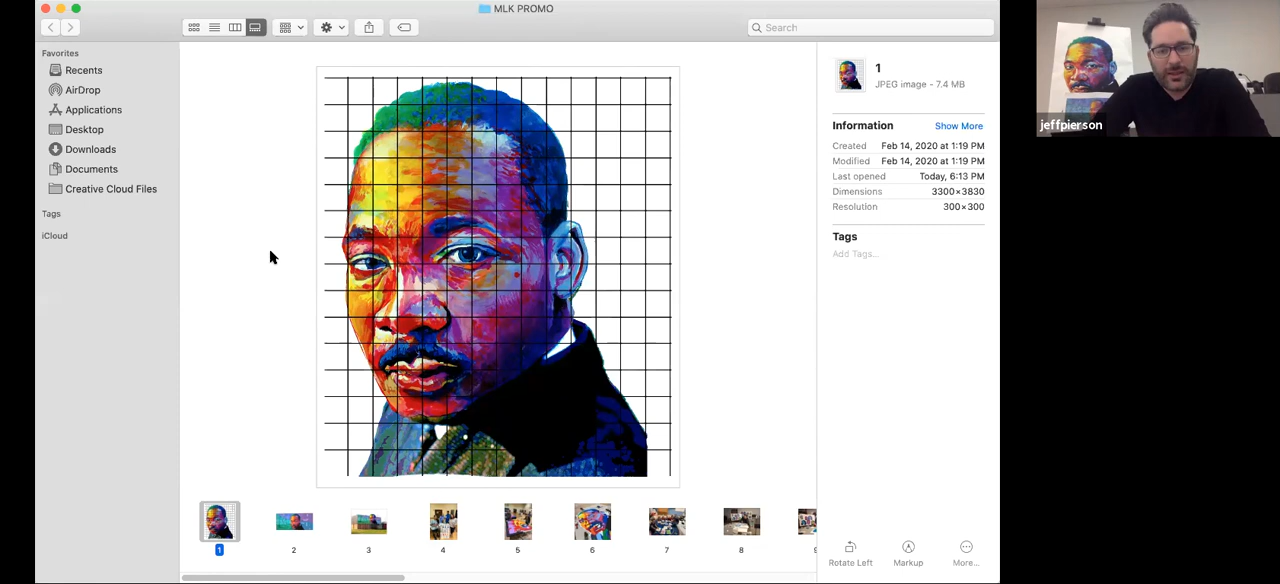 MLK PROMO
Search
Favorites
Recents
AirDrop
Applications
Desktop
Downloads
Documents
Creative Cloud Files
Tags
iCloud
1
JPEG image - 7.4 MB
Information
Show More
Created Feb 14, 2020 at 1:19 PM
Modified Feb 14, 2020 at 1:19 PM
Last opened Today, 6:13 PM
Dimensions 3300×3830
Resolution 300×300
Tags
Add Tags...
1 2 3 4 5 6 7 8 9
Rotate Left Markup More...
jeffpierson